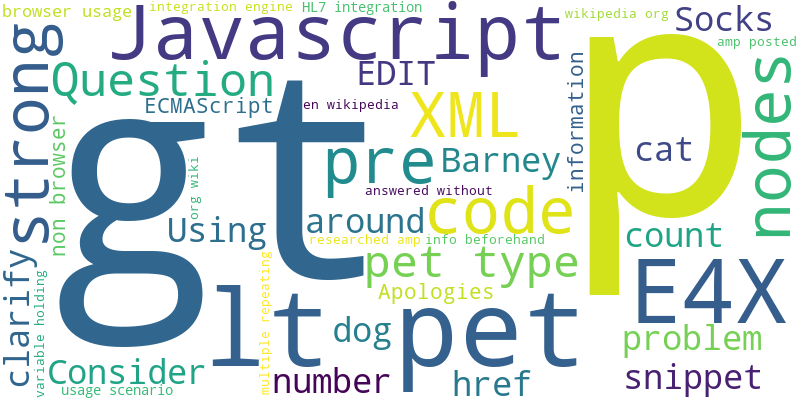 browser usage
integration engine
HL7 integration
wikipedia org
Socks
amp posted
Javascript
strong
Question
EDIT
ECMAScript
en wikipedia
XML
information
p
cat
nodes
gt
non browser
org wiki
pre
Barney
answered without
Using
around
code
researched amp
info beforehand
count
pet type
E4X
clarify
variable holding
multiple repeating
lt
Apologies
dog
pet
problem
Consider
usage scenario
number
href
snippet